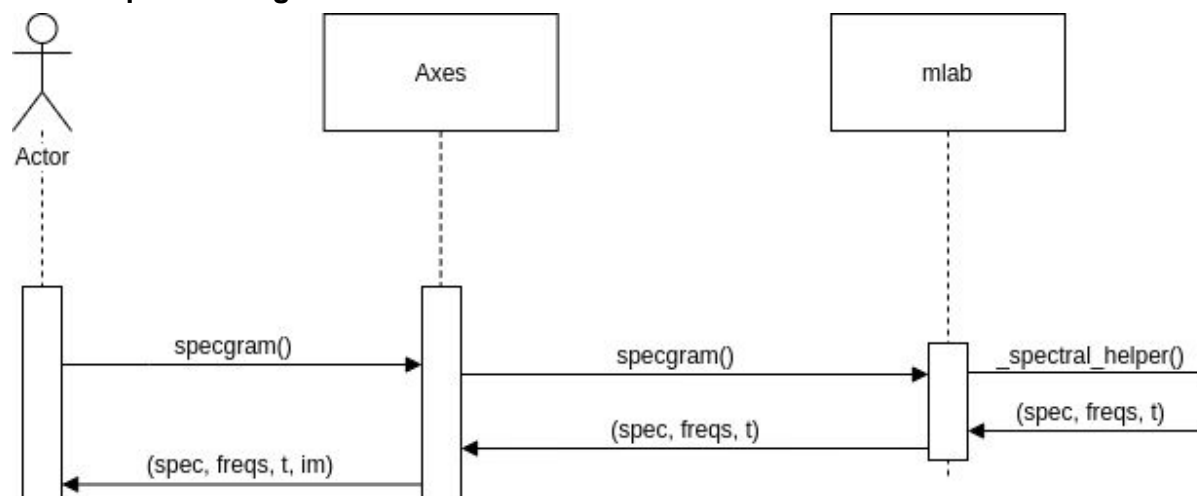 Axes
mlab
Actor
specgram()
specgram()
_spectral_helper()
(spec, freqs, t)
(spec, freqs, t)
(spec, freqs, t, im)